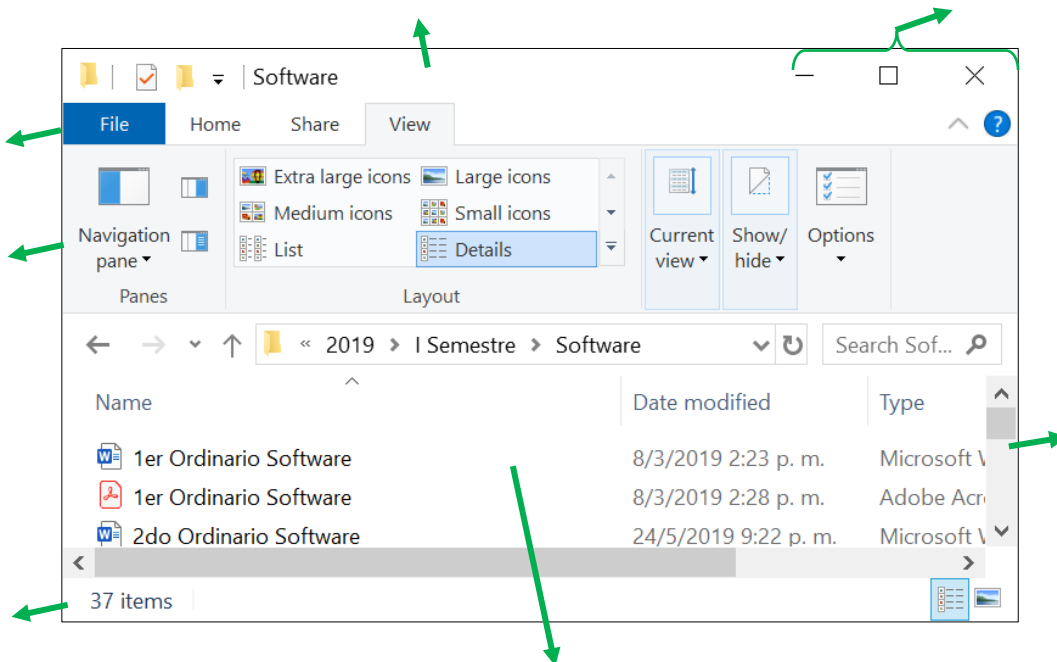 Software
File Home Share View ?
Extra large icons Large icons
Medium icons Small icons
List Details
Navigation pane
Current view
Show/ hide
Options
Panes Layout
« 2019 > I Semestre > Software
Search Sof...
Name Date modified Type
1er Ordinario Software 8/3/2019 2:23 p. m. Microsoft W
1er Ordinario Software 8/3/2019 2:28 p. m. Adobe Acr
2do Ordinario Software 24/5/2019 9:22 p. m. Microsoft W
37 items